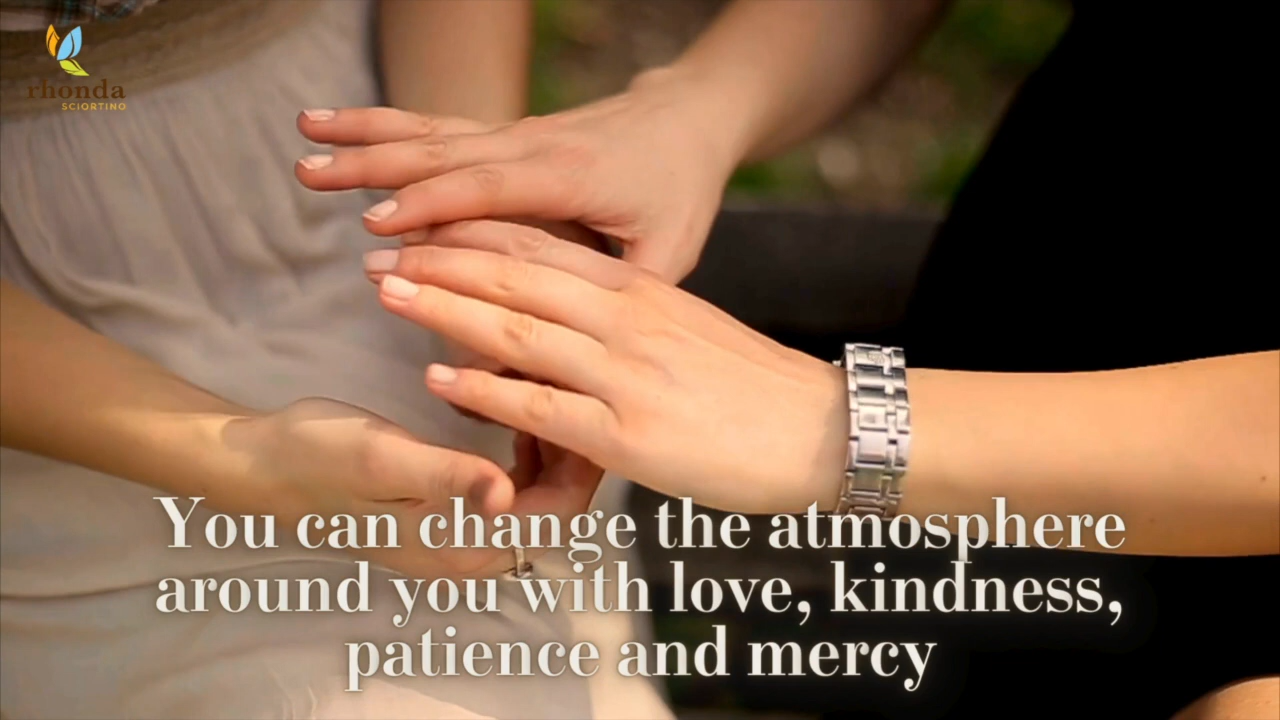 rhonda
SCIORTINO
You can change the atmosphere
around you with love, kindness,
patience and mercy